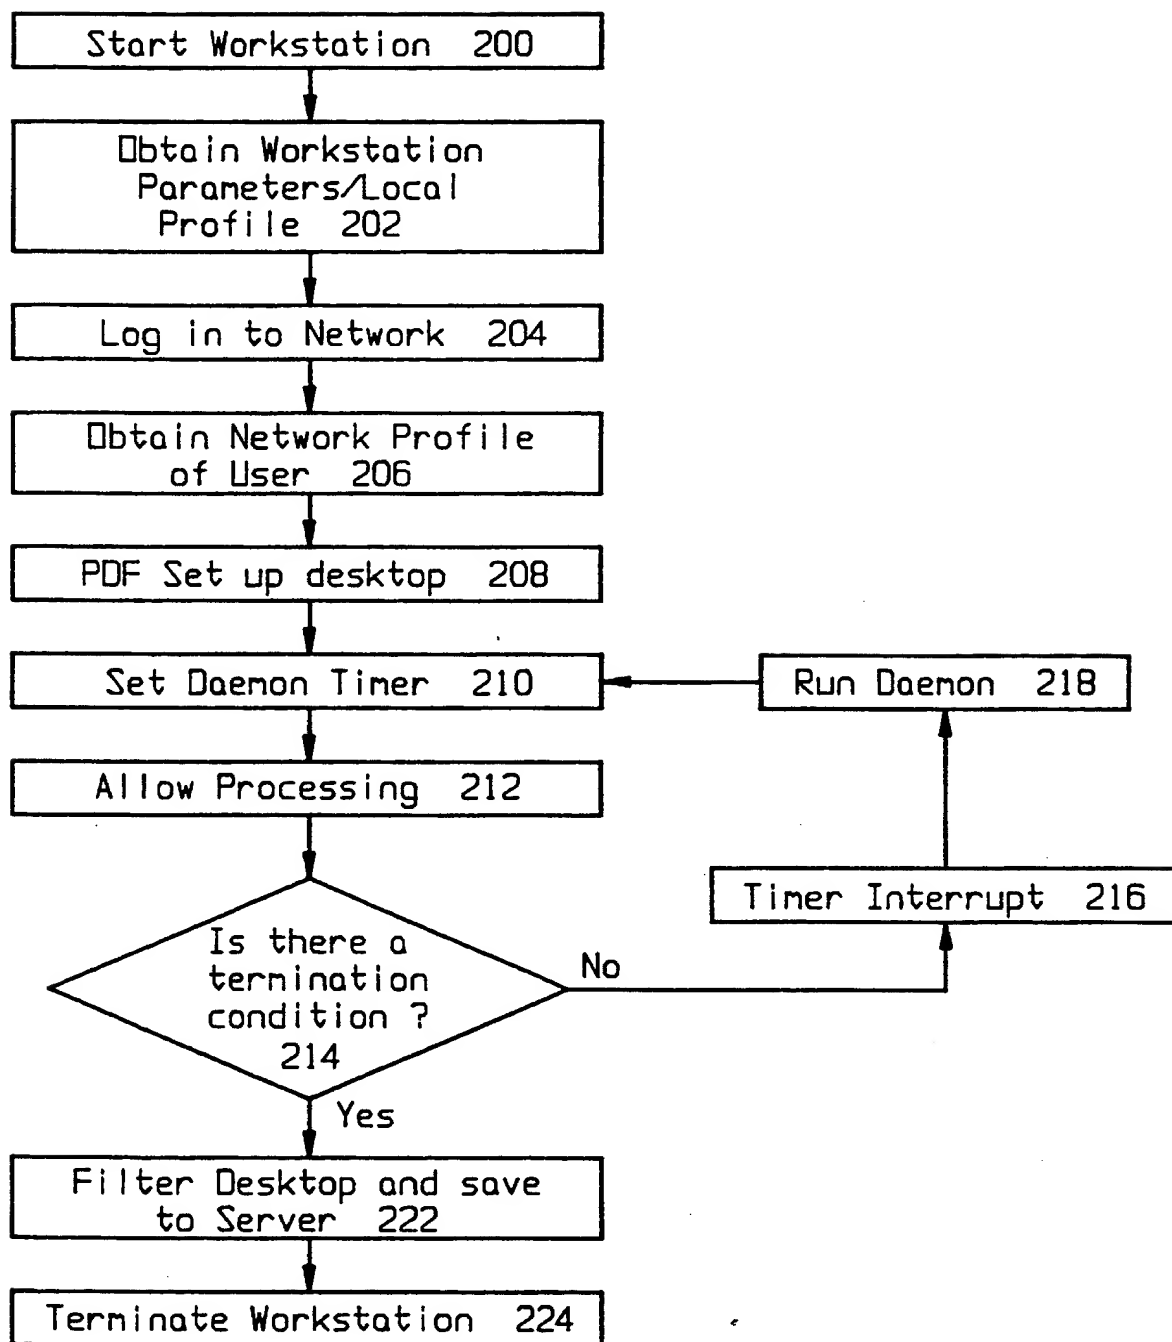 Start Workstation 200
Obtain Workstation
Parameters/Local
Profile 202
Log in to Network 204
Obtain Network Profile
of User 206
PDF Set up desktop 208
Set Daemon Timer 210
Run Daemon 218
Allow Processing 212
Timer Interrupt 216
Is there a
termination
condition ?
214
No
Yes
Filter Desktop and save
to Server 222
Terminate Workstation 224